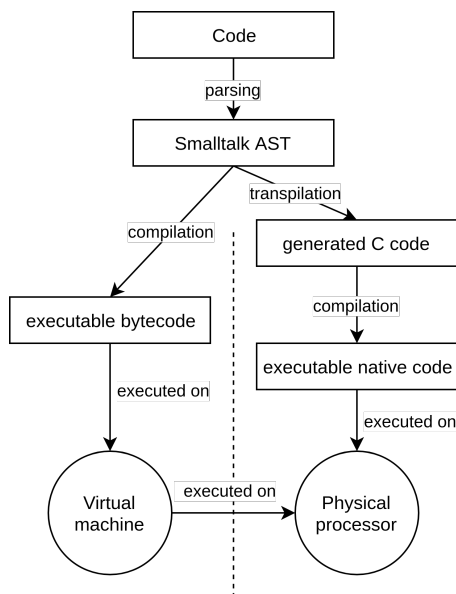 Code
parsing
Smalltalk AST
transpilation
compilation
generated C code
compilation
executable bytecode
executable native code
executed on
executed on
executed on
Virtual
machine
Physical
processor